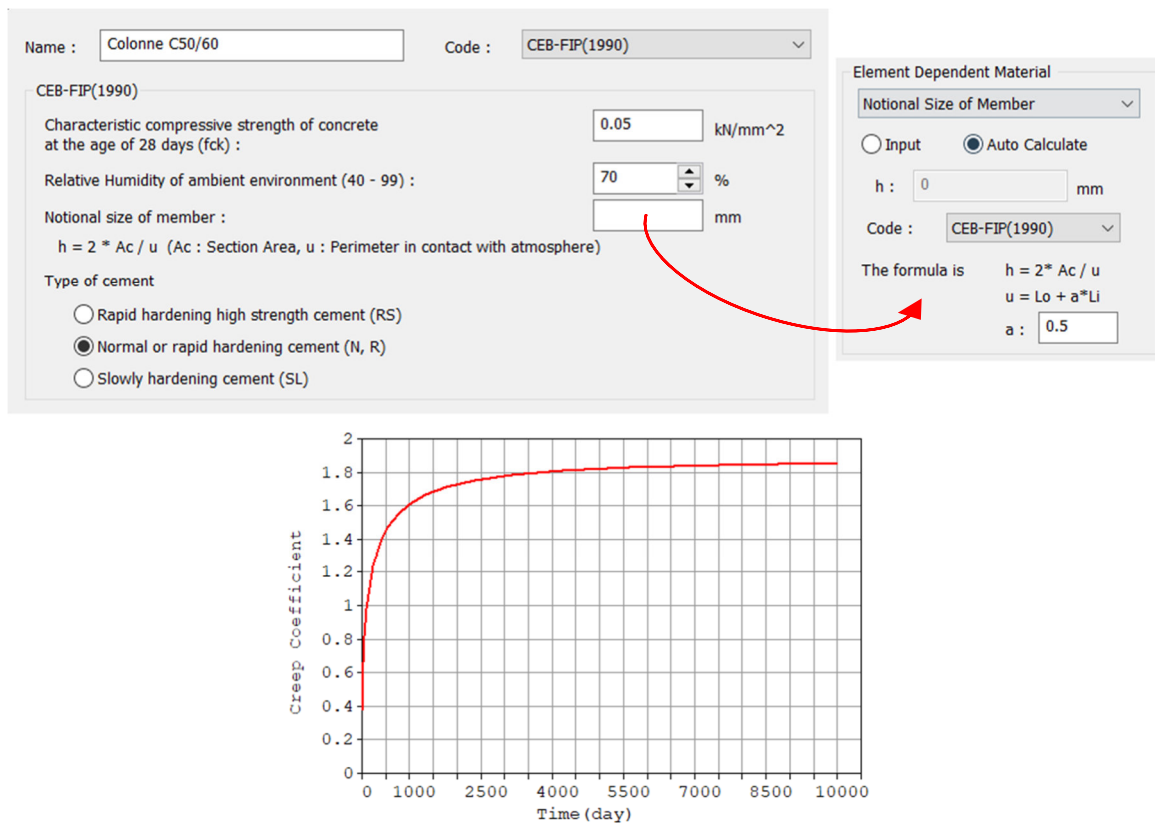 Name : Colonne C50/60 Code : CEB-FIP(1990)
CEB-FIP(1990)
Characteristic compressive strength of concrete
at the age of 28 days (fck) : 0.05 kN/mm^2
Relative Humidity of ambient environment (40 - 99) : 70 %
Notional size of member : mm
h = 2 * Ac / u (Ac : Section Area, u : Perimeter in contact with atmosphere)
Type of cement
Rapid hardening high strength cement (RS)
Normal or rapid hardening cement (N, R)
Slowly hardening cement (SL)
Element Dependent Material
Notional Size of Member
Input Auto Calculate
h : 0 mm
Code : CEB-FIP(1990)
The formula is h = 2* Ac / u
u = Lo + a*Li
a : 0.5
Creep Coefficient
2
1.8
1.6
1.4
1.2
1
0.8
0.6
0.4
0.2
0
0 1000 2500 4000 5500 7000 8500 10000
Time(day)